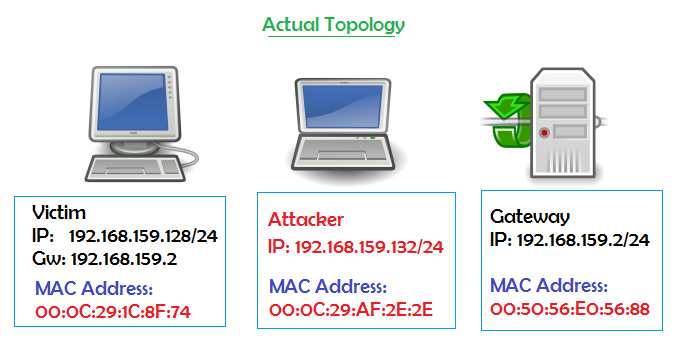 Actual Topology
Victim
IP: 192.168.159.128/24
Gw: 192.168.159.2
MAC Address:
00:0C:29:1C:8F:74
Attacker
IP: 192.168.159.132/24
MAC Address:
00:0C:29:AF:2E:2E
Gateway
IP: 192.168.159.2/24
MAC Address:
00:50:56:E0:56:88